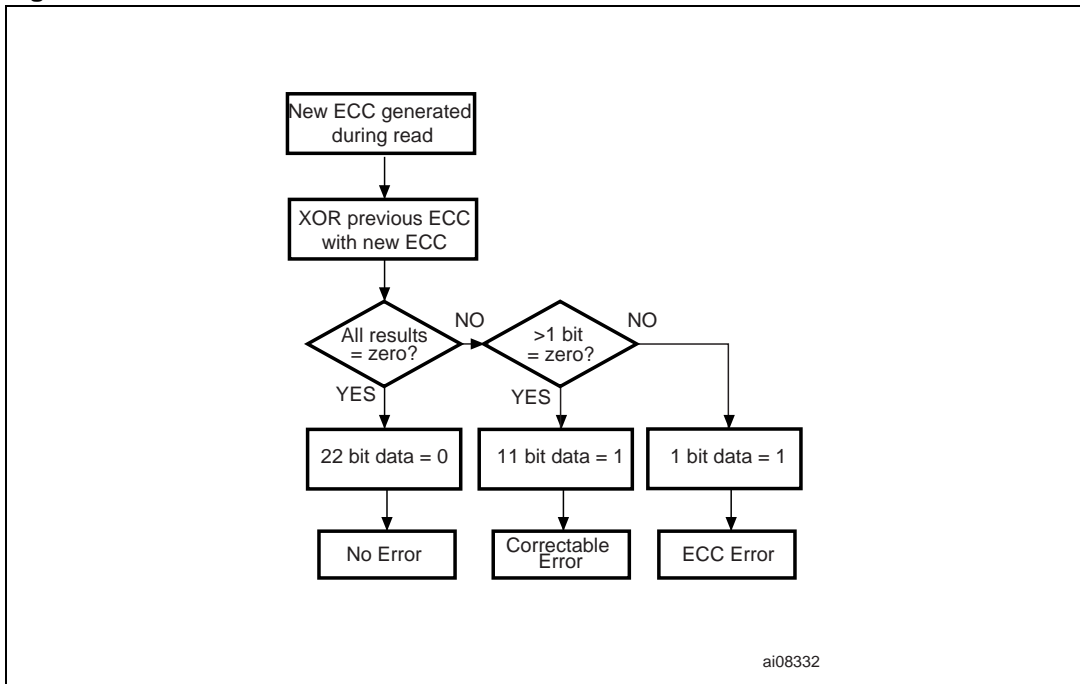 New ECC generated
during read
XOR previous ECC
with new ECC
All results
= zero?
NO
>1 bit
= zero?
NO
YES
YES
22 bit data = 0
11 bit data = 1
1 bit data = 1
No Error
Correctable
Error
ECC Error
ai08332